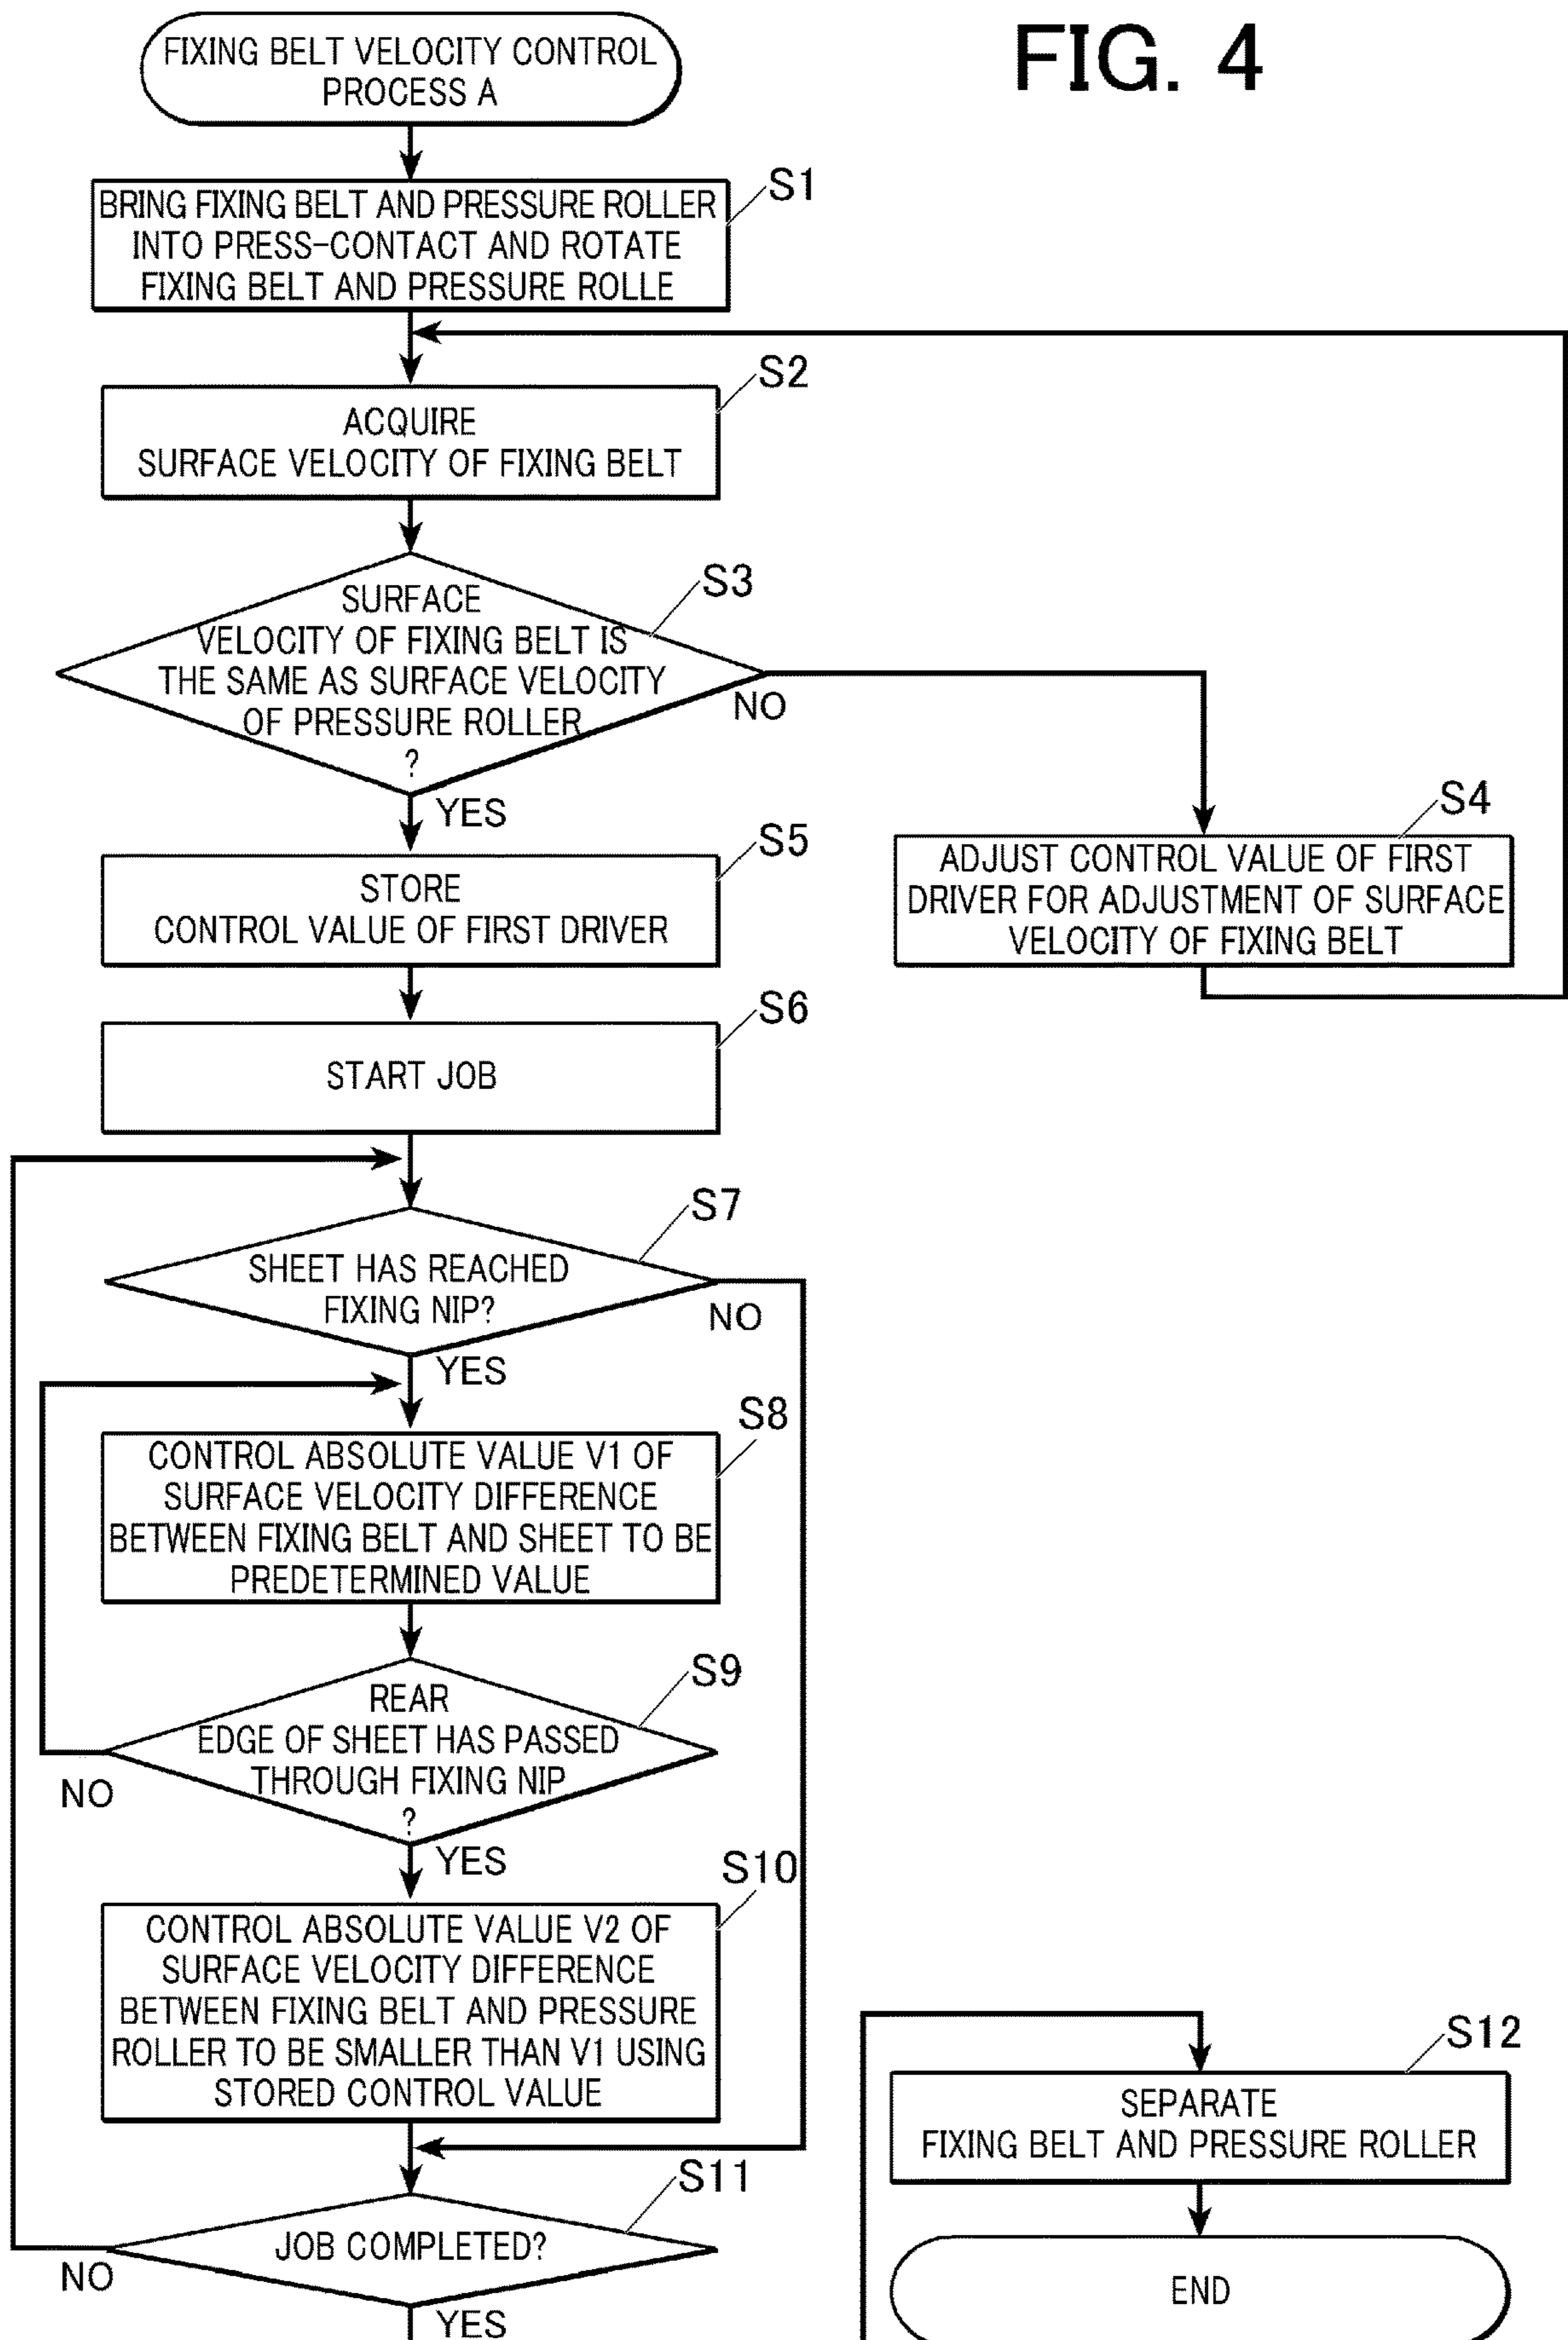 FIG. 4
FIXING BELT VELOCITY CONTROL
PROCESS A
S1
BRING FIXING BELT AND PRESSURE ROLLER
INTO PRESS-CONTACT AND ROTATE
FIXING BELT AND PRESSURE ROLLE
S2
ACQUIRE
SURFACE VELOCITY OF FIXING BELT
S3
SURFACE
VELOCITY OF FIXING BELT IS
THE SAME AS SURFACE VELOCITY
OF PRESSURE ROLLER
?
NO
YES
S4
ADJUST CONTROL VALUE OF FIRST
DRIVER FOR ADJUSTMENT OF SURFACE
VELOCITY OF FIXING BELT
S5
STORE
CONTROL VALUE OF FIRST DRIVER
S6
START JOB
S7
SHEET HAS REACHED
FIXING NIP?
NO
YES
S8
CONTROL ABSOLUTE VALUE V1 OF
SURFACE VELOCITY DIFFERENCE
BETWEEN FIXING BELT AND SHEET TO BE
PREDETERMINED VALUE
S9
REAR
EDGE OF SHEET HAS PASSED
THROUGH FIXING NIP
?
NO
YES
S10
CONTROL ABSOLUTE VALUE V2 OF
SURFACE VELOCITY DIFFERENCE
BETWEEN FIXING BELT AND PRESSURE
ROLLER TO BE SMALLER THAN V1 USING
STORED CONTROL VALUE
S11
JOB COMPLETED?
NO
YES
S12
SEPARATE
FIXING BELT AND PRESSURE ROLLER
END